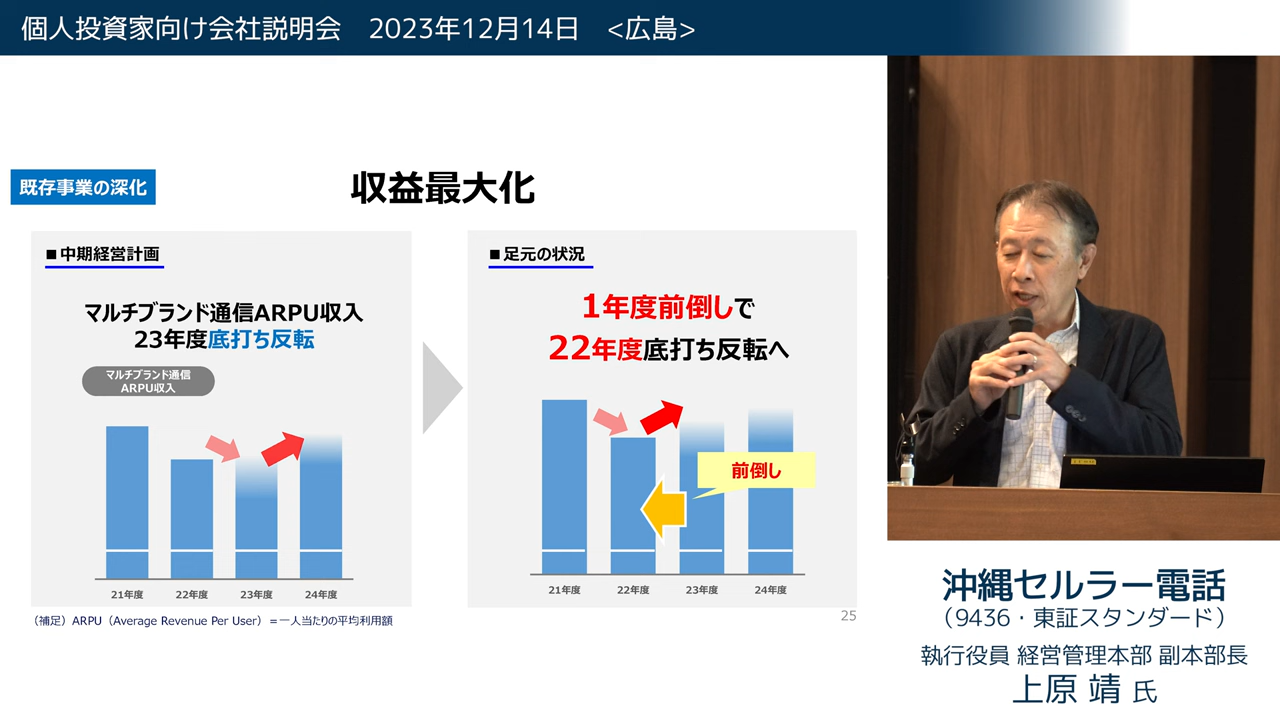 個人投資家向け会社説明会 2023年12月14日 <広島>
既存事業の深化
収益最大化
■中期経営計画
マルチブランド通信ARPU収入
23年度底打ち反転
マルチブランド通信
ARPU収入
21年度 22年度 23年度 24年度
（補足）ARPU（Average Revenue Per User）＝一人当たりの平均利用額
■足元の状況
1年度前倒しで
22年度底打ち反転へ
前倒し
21年度 22年度 23年度 24年度
25
沖縄セルラー電話
（9436・東証スタンダード）
執行役員 経営管理本部 副本部長
上原 靖 氏